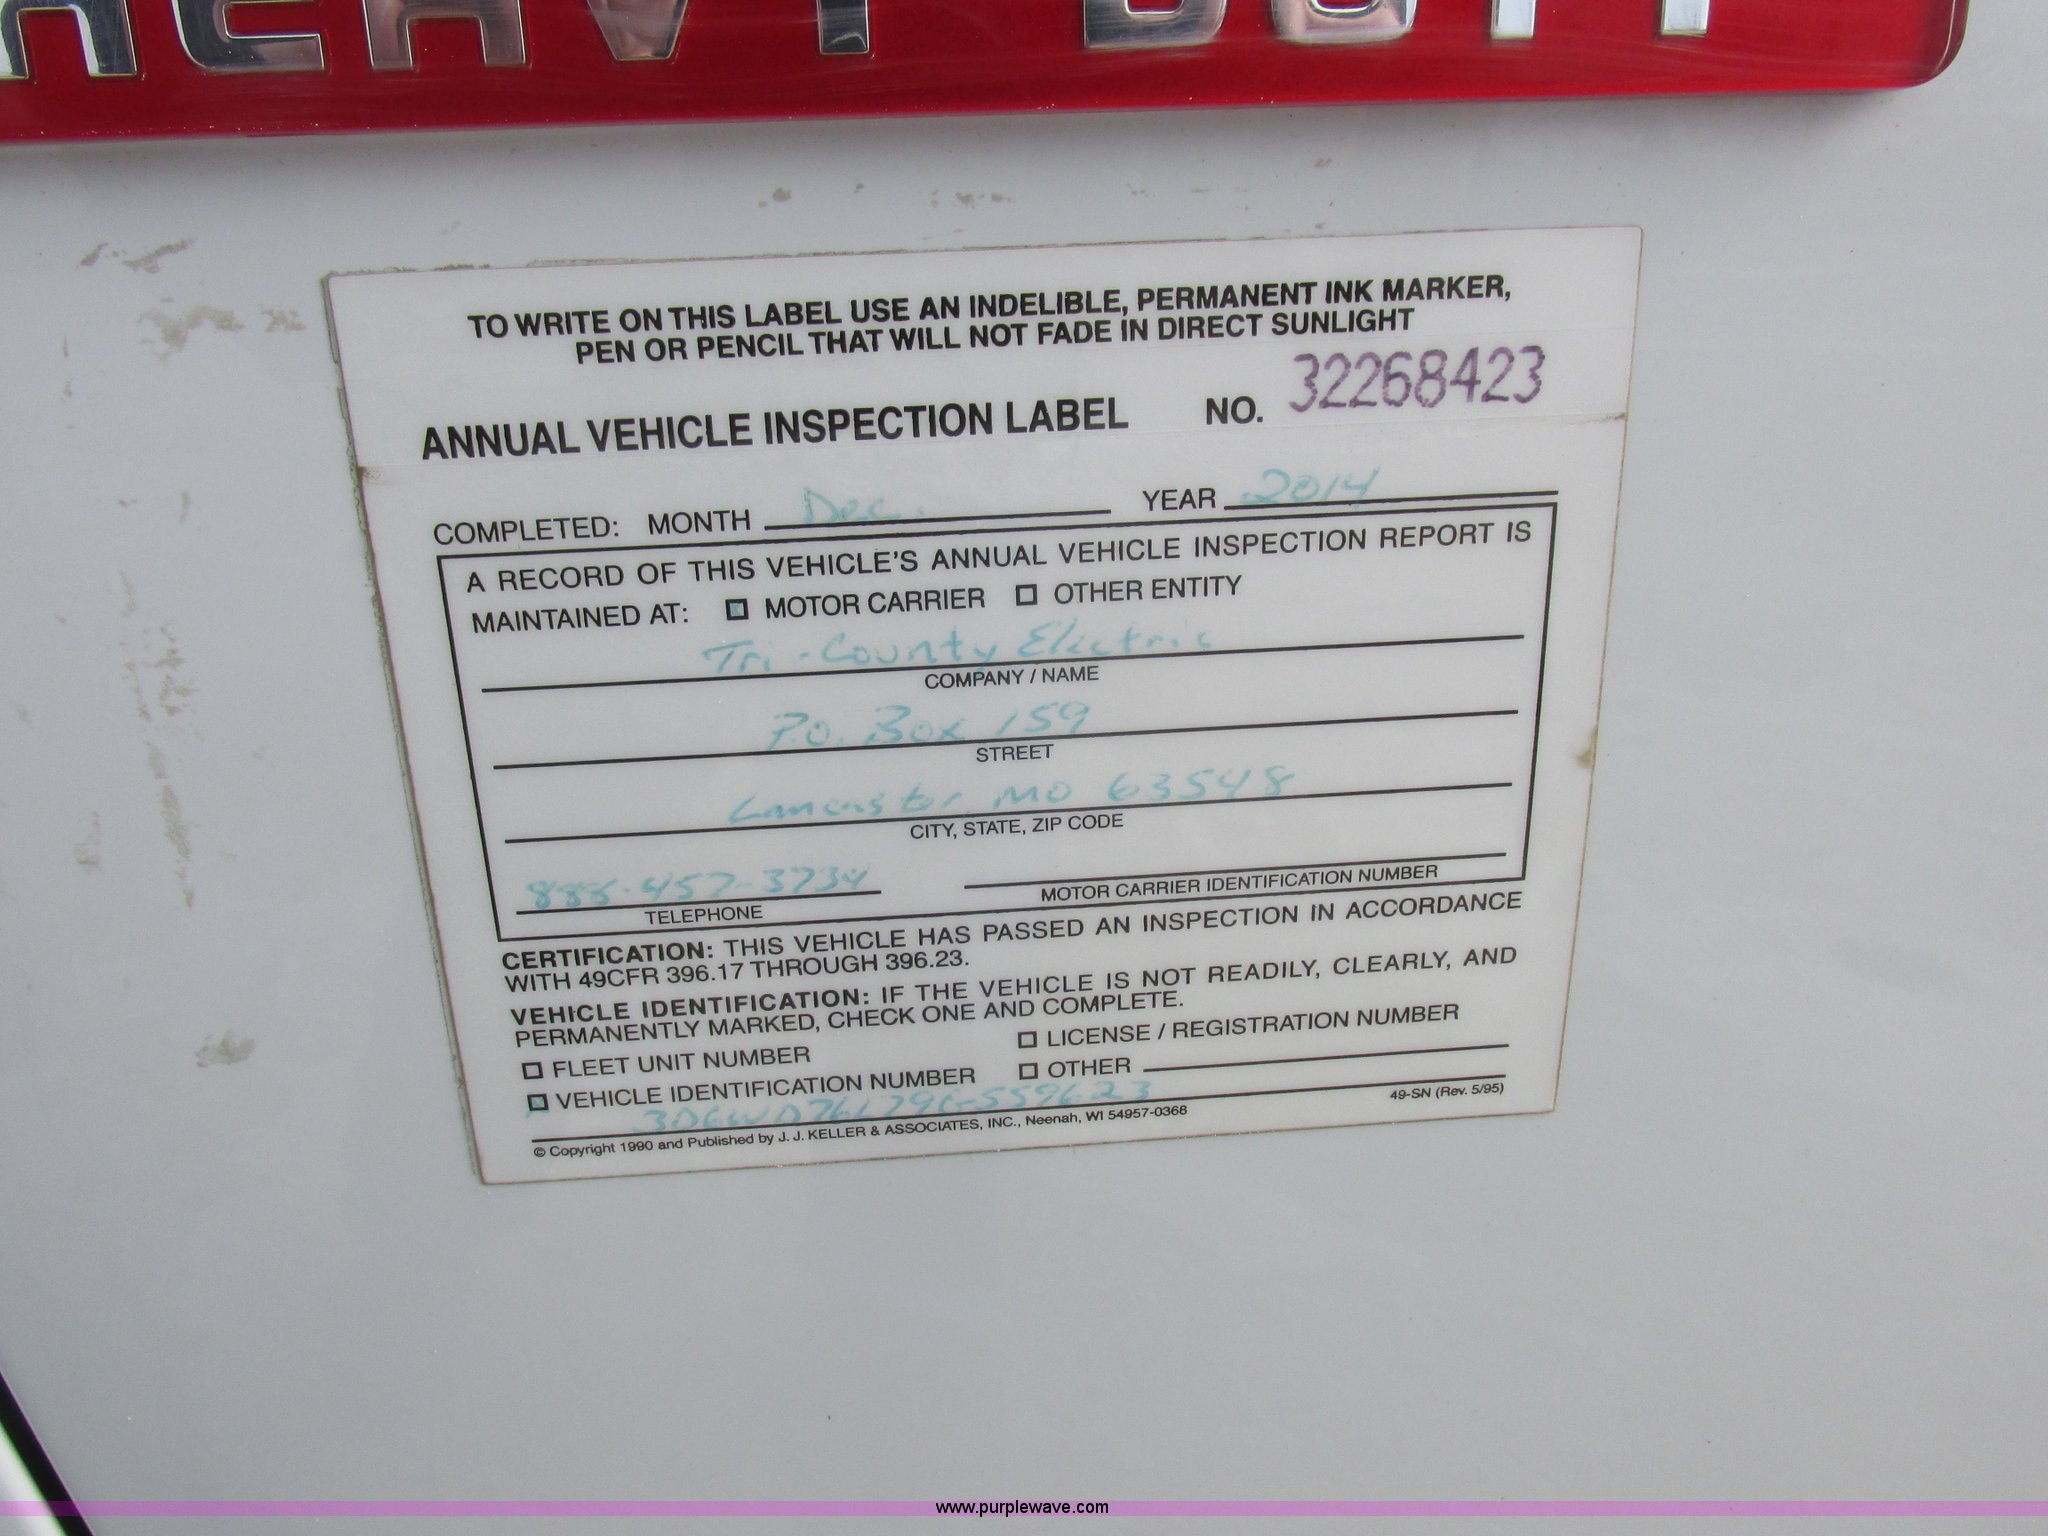 HEAVY DUTY
TO WRITE ON THIS LABEL USE AN INDELIBLE, PERMANENT INK MARKER,
PEN OR PENCIL THAT WILL NOT FADE IN DIRECT SUNLIGHT
ANNUAL VEHICLE INSPECTION LABEL NO. 32268423
COMPLETED: MONTH Dec. YEAR 2014
A RECORD OF THIS VEHICLE'S ANNUAL VEHICLE INSPECTION REPORT IS
MAINTAINED AT: MOTOR CARRIER OTHER ENTITY
Tri-County Electric
COMPANY / NAME
P.O. Box 159
STREET
Lancaster, MO 63548
CITY, STATE, ZIP CODE
888-457-3734
TELEPHONE MOTOR CARRIER IDENTIFICATION NUMBER
CERTIFICATION: THIS VEHICLE HAS PASSED AN INSPECTION IN ACCORDANCE
WITH 49CFR 396.17 THROUGH 396.23.
VEHICLE IDENTIFICATION: IF THE VEHICLE IS NOT READILY, CLEARLY, AND
PERMANENTLY MARKED, CHECK ONE AND COMPLETE.
FLEET UNIT NUMBER LICENSE / REGISTRATION NUMBER
VEHICLE IDENTIFICATION NUMBER OTHER
© Copyright 1990 and Published by J. J. KELLER & ASSOCIATES, INC., Neenah, WI 54957-0368 49-SN (Rev. 5/95)
www.purplewave.com